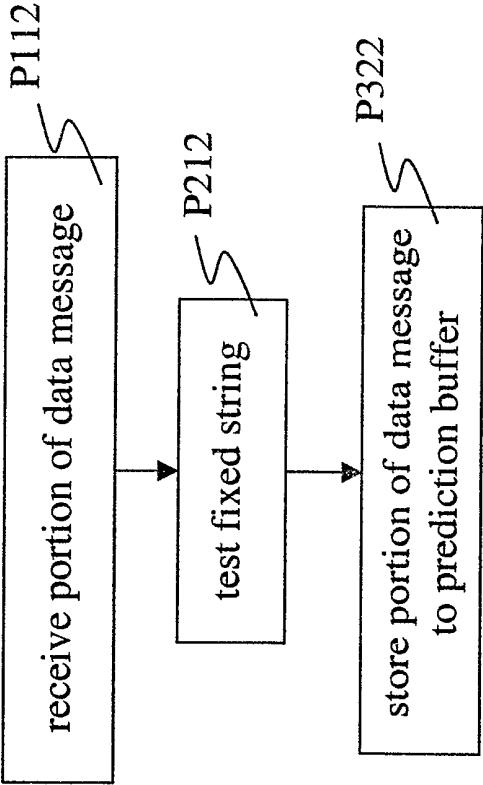 receive portion of data message
P112
test fixed string
P212
store portion of data message
to prediction buffer
P322